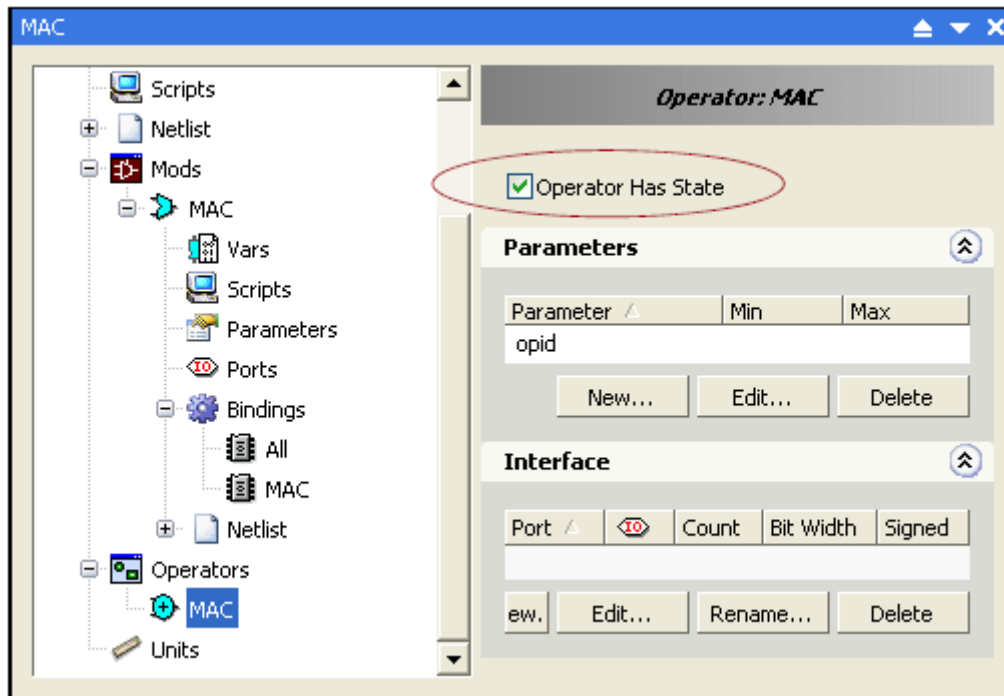 MAC
Scripts
Netlist
Mods
MAC
Vars
Scripts
Parameters
IO Ports
Bindings
All
MAC
Netlist
Operators
MAC
Units
Operator: MAC
Operator Has State
Parameters
Parameter Min Max
opid
New... Edit... Delete
Interface
Port IO Count Bit Width Signed
ew. Edit... Rename... Delete